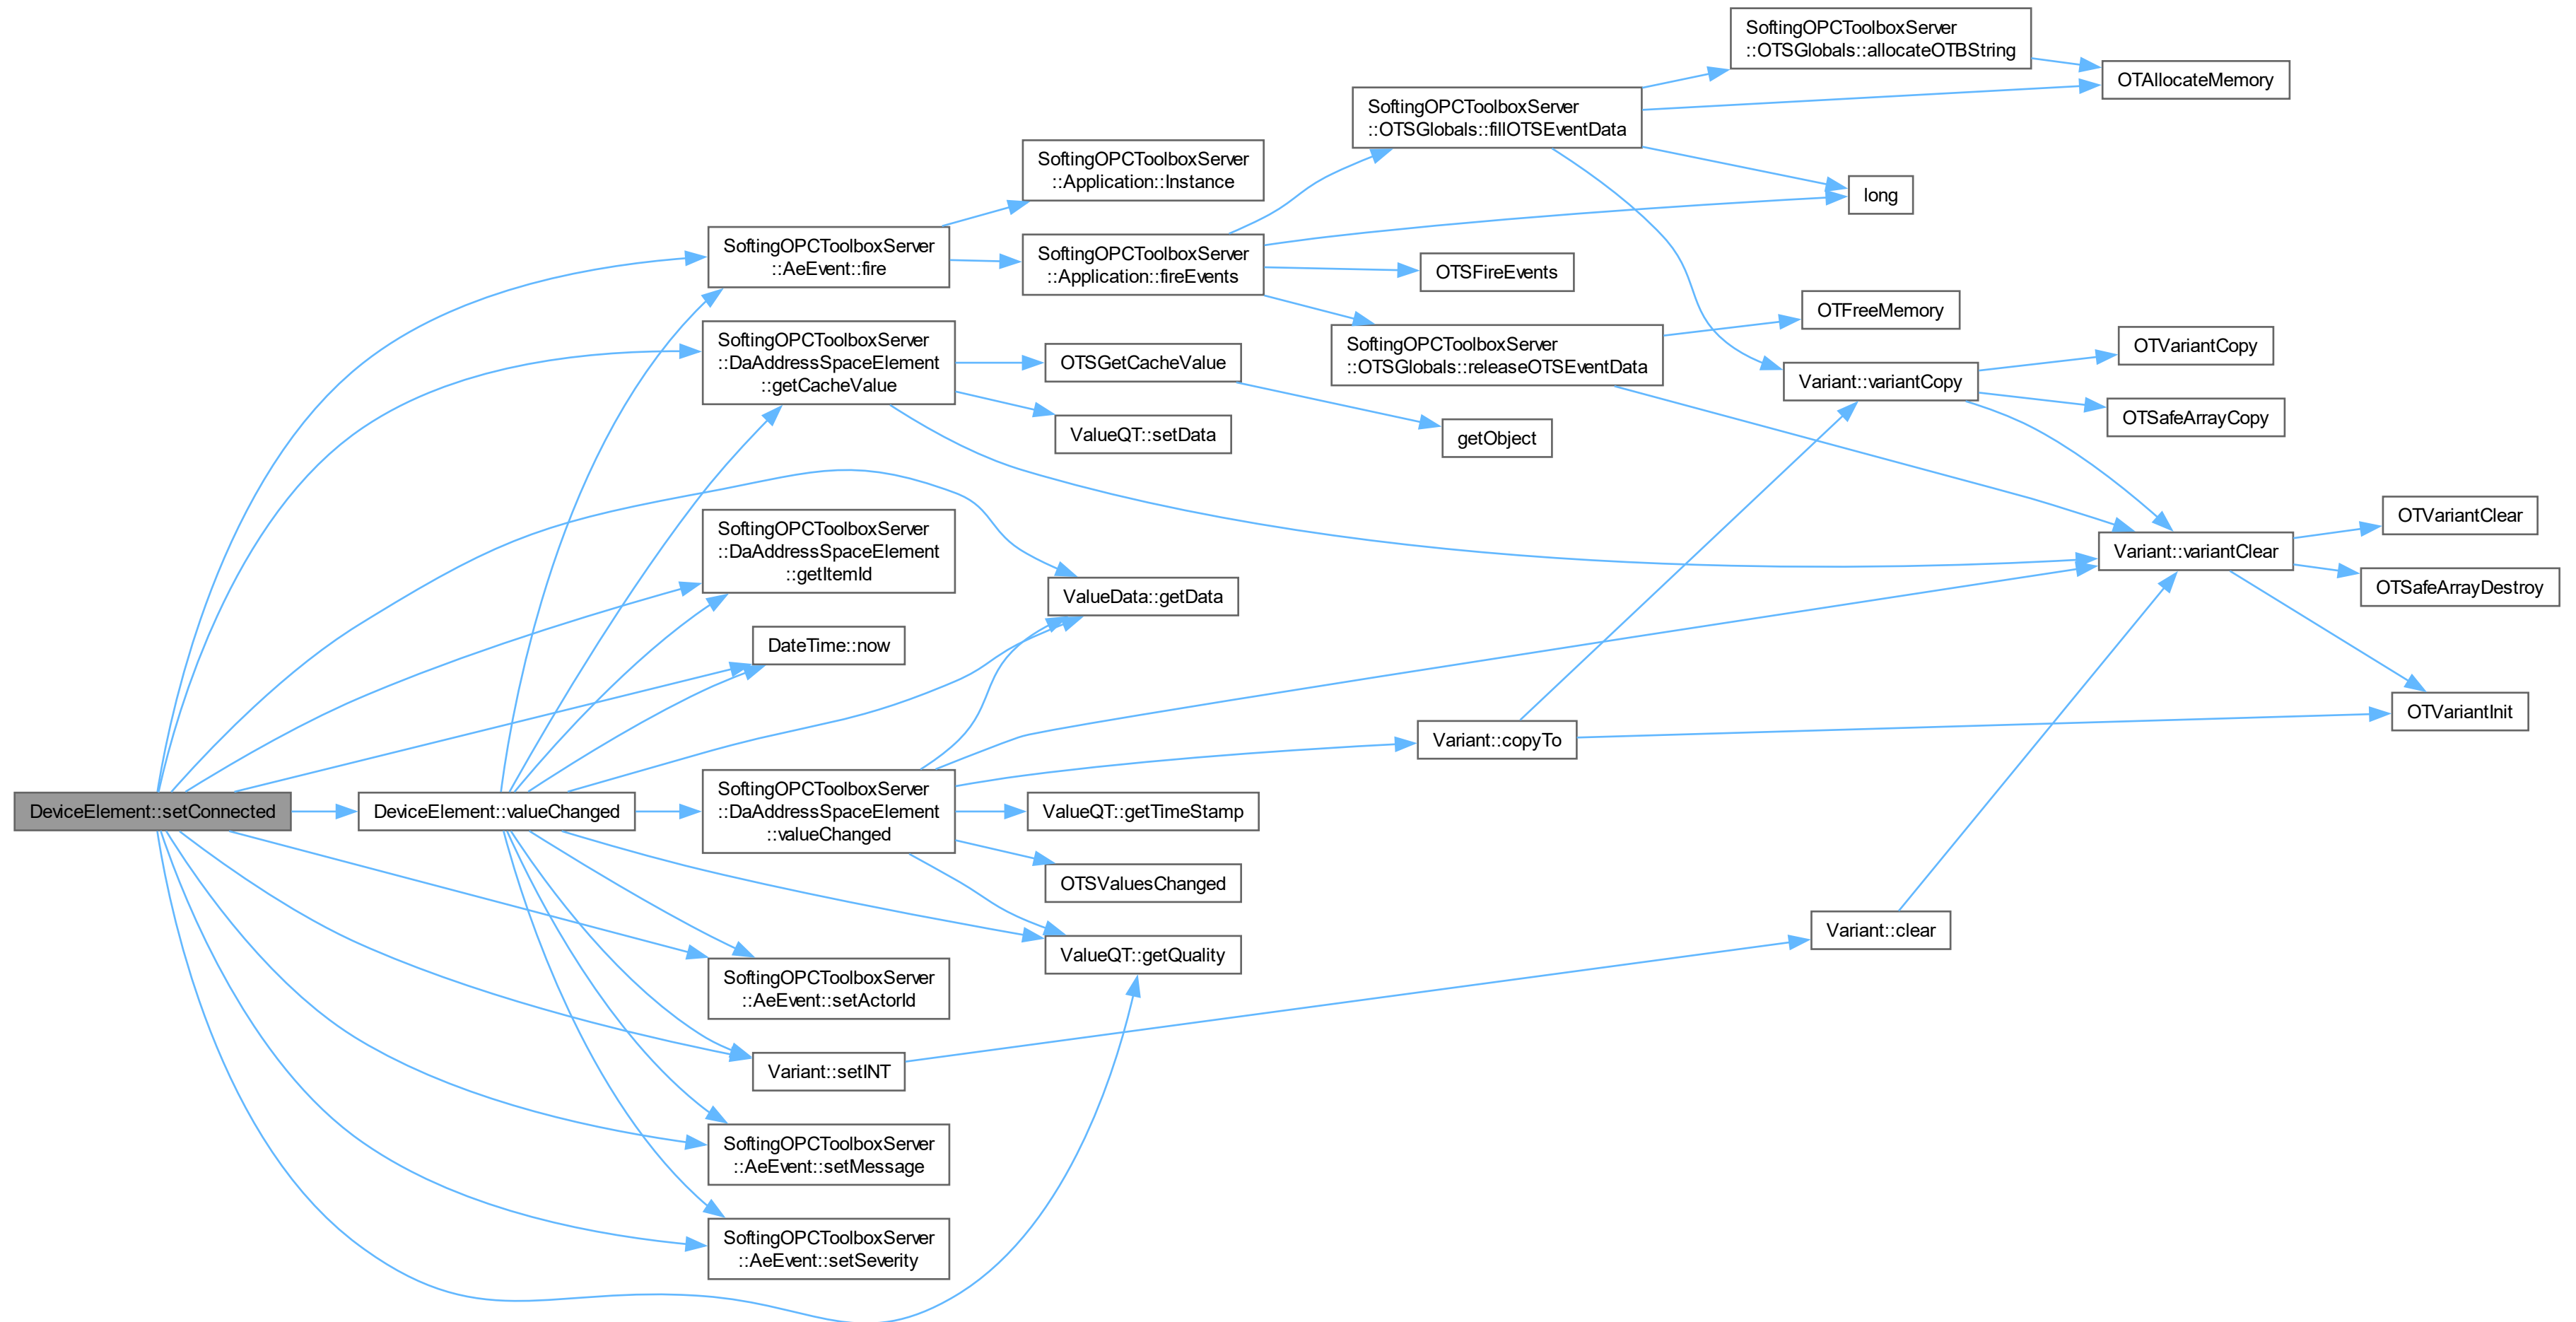 DeviceElement::setConnected
DeviceElement::valueChanged
SoftingOPCToolboxServer
::AeEvent::fire
SoftingOPCToolboxServer
::DaAddressSpaceElement
::getCacheValue
SoftingOPCToolboxServer
::DaAddressSpaceElement
::getItemId
DateTime::now
SoftingOPCToolboxServer
::DaAddressSpaceElement
::valueChanged
SoftingOPCToolboxServer
::AeEvent::setActorId
Variant::setINT
SoftingOPCToolboxServer
::AeEvent::setMessage
SoftingOPCToolboxServer
::AeEvent::setSeverity
SoftingOPCToolboxServer
::Application::Instance
SoftingOPCToolboxServer
::Application::fireEvents
OTSGetCacheValue
ValueQT::setData
ValueData::getData
ValueQT::getTimeStamp
OTSValuesChanged
ValueQT::getQuality
SoftingOPCToolboxServer
::OTSGlobals::fillOTSEventData
OTSFireEvents
SoftingOPCToolboxServer
::OTSGlobals::releaseOTSEventData
getObject
Variant::copyTo
SoftingOPCToolboxServer
::OTSGlobals::allocateOTBString
long
OTFreeMemory
Variant::variantCopy
Variant::clear
OTAllocateMemory
OTVariantCopy
OTSafeArrayCopy
Variant::variantClear
OTVariantClear
OTSafeArrayDestroy
OTVariantInit